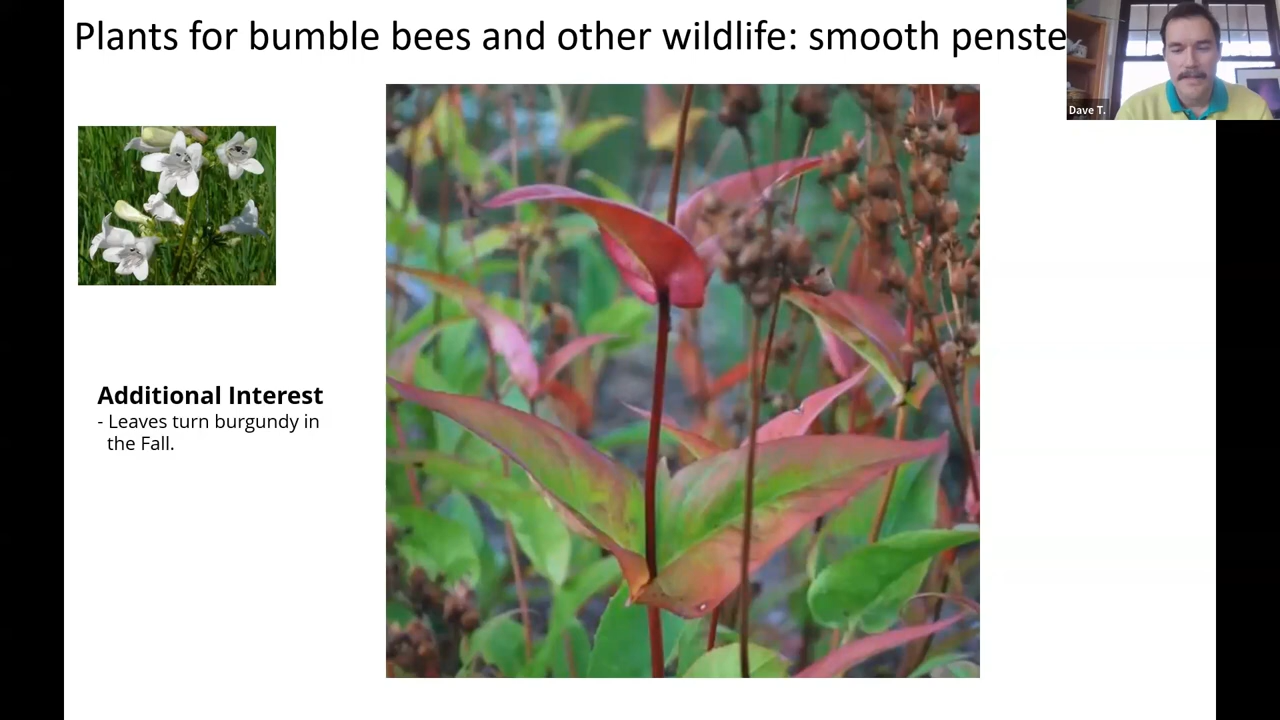 Plants for bumble bees and other wildlife: smooth penste
Dave T.
Additional Interest
- Leaves turn burgundy in
the Fall.